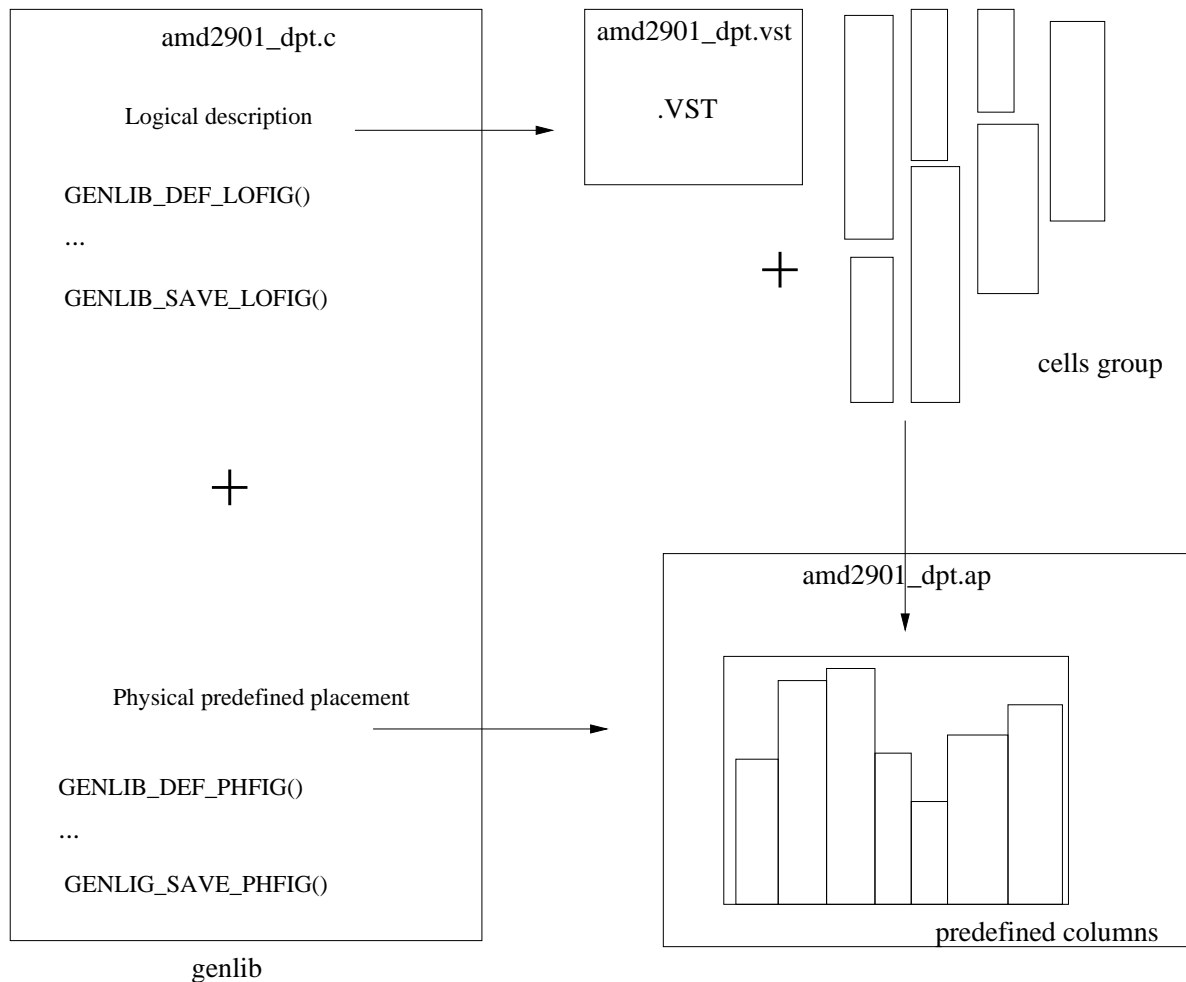 amd2901_dpt.c
Logical description
GENLIB_DEF_LOFIG()
...
GENLIB_SAVE_LOFIG()
+
Physical predefined placement
GENLIB_DEF_PHFIG()
...
GENLIG_SAVE_PHFIG()
genlib
amd2901_dpt.vst
.VST
+
cells group
amd2901_dpt.ap
predefined columns